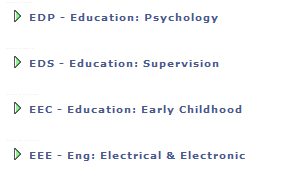 EDP - Education: Psychology
EDS - Education: Supervision
EEC - Education: Early Childhood
EEE - Eng: Electrical & Electronic